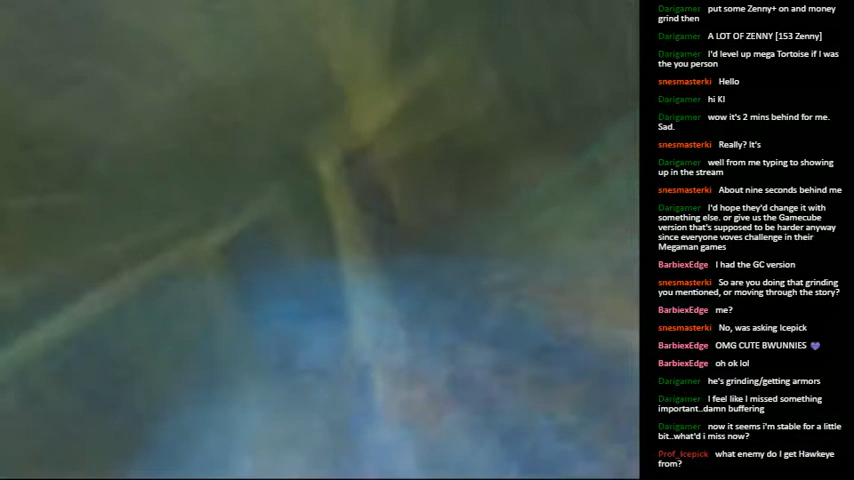 Darigamer put some Zenny+ on and money
grind then
Darigamer A LOT OF ZENNY [153 Zenny]
Darigamer I'd level up mega Tortoise if I was
the you person
snesmasterki Hello
Darigamer hi KI
Darigamer wow it's 2 mins behind for me.
Sad.
snesmasterki Really? It's
Darigamer well from me typing to showing
up in the stream
snesmasterki About nine seconds behind me
Darigamer I'd hope they'd change it with
something else. or give us the Gamecube
version that's supposed to be harder anyway
since everyone voves challenge in their
Megaman games
BarbiexEdge I had the GC version
snesmasterki So are you doing that grinding
you mentioned, or moving through the story?
BarbiexEdge me?
snesmasterki No, was asking Icepick
BarbiexEdge OMG CUTE BWUNNIES 💜
BarbiexEdge oh ok lol
Darigamer he's grinding/getting armors
Darigamer I feel like I missed something
important..damn buffering
Darigamer now it seems i'm stable for a little
bit..what'd i miss now?
Prof_Icepick what enemy do I get Hawkeye
from?